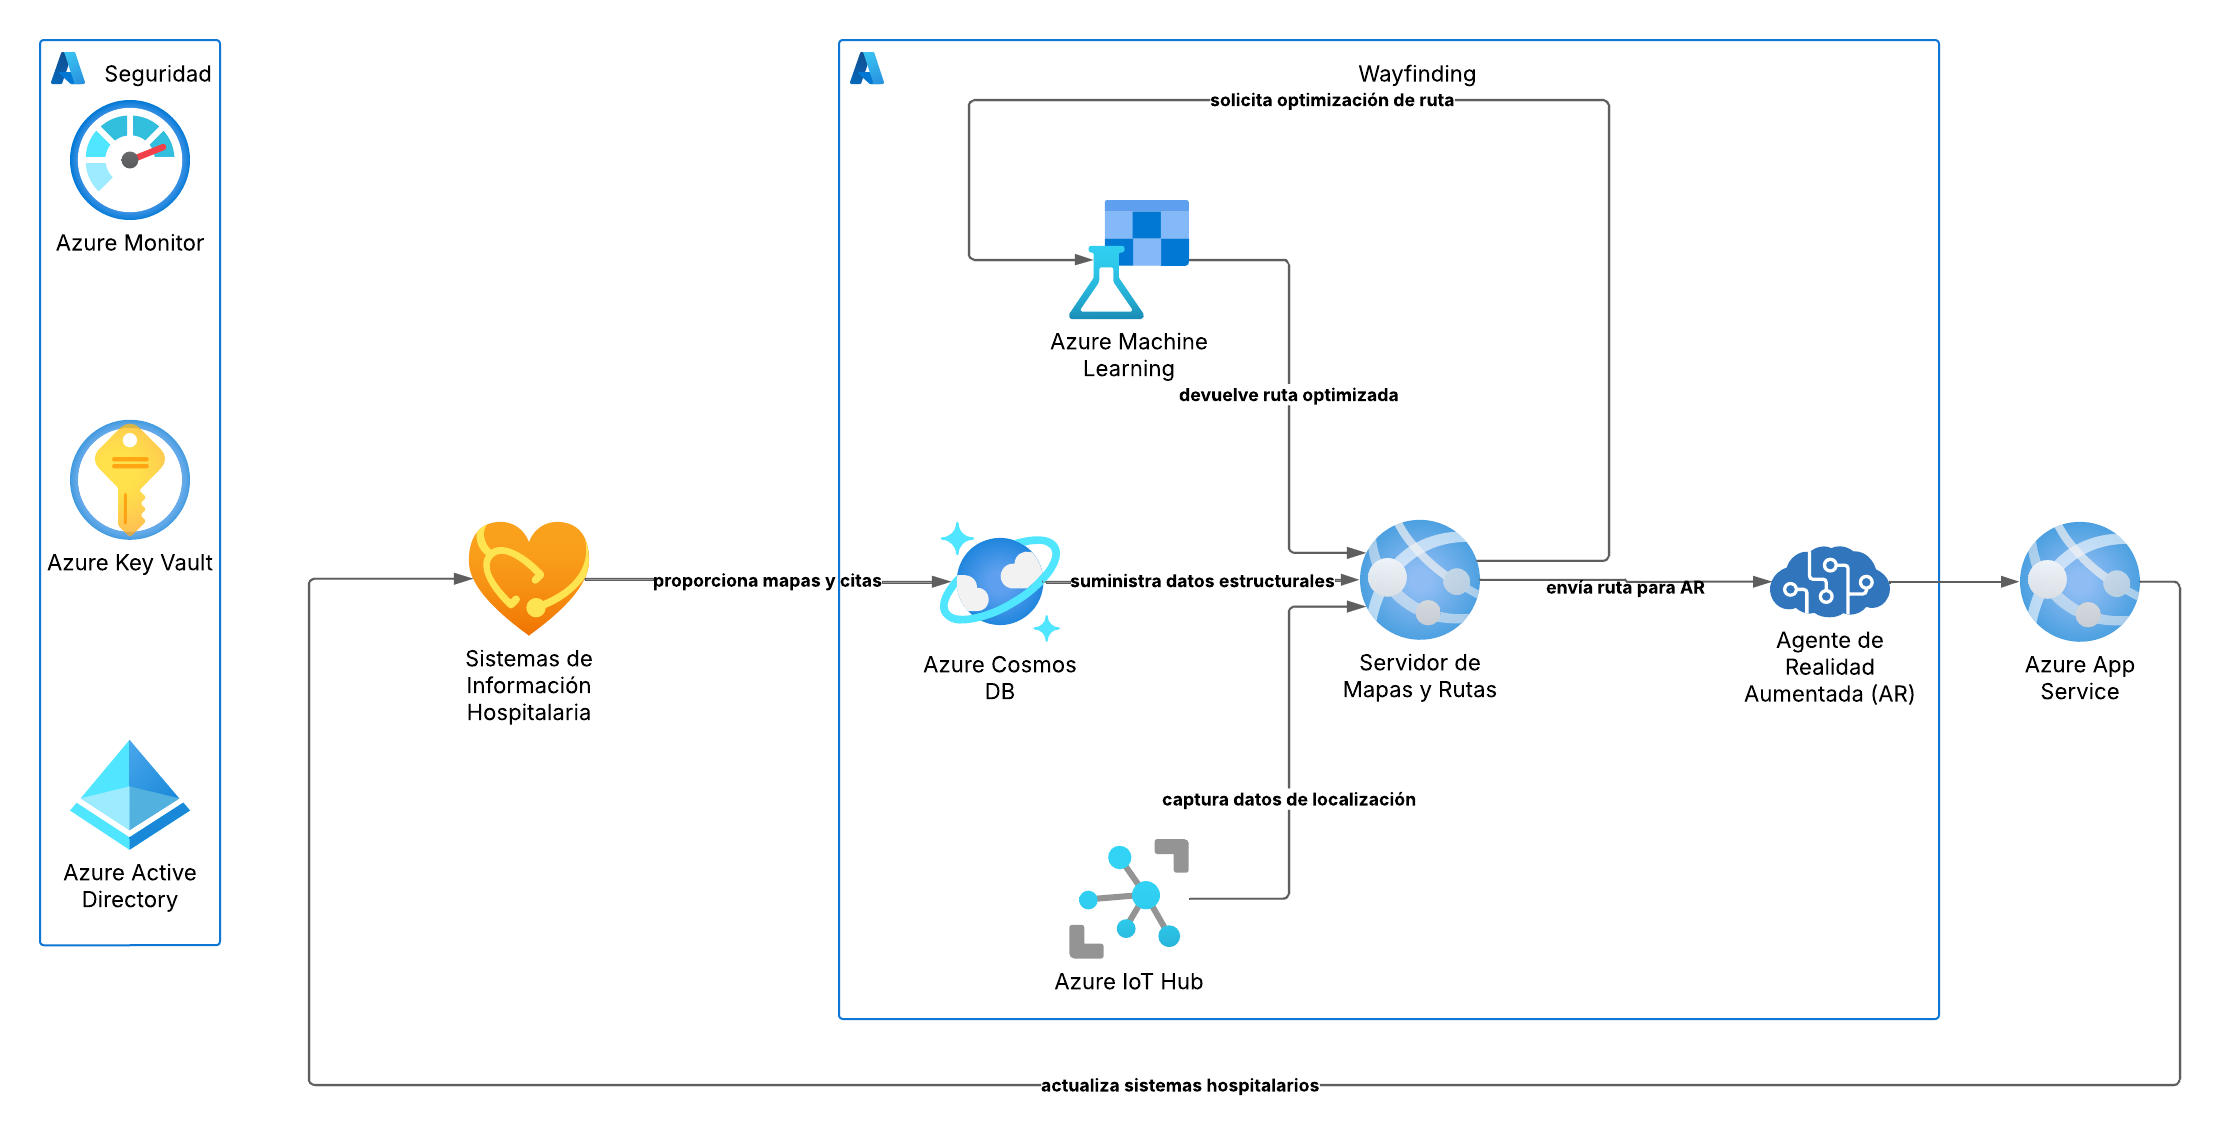 Seguridad
Azure Monitor
Azure Key Vault
Azure Active
Directory
Sistemas de
Información
Hospitalaria
proporciona mapas y citas
Wayfinding
solicita optimización de ruta
Azure Machine
Learning
devuelve ruta optimizada
Azure Cosmos
DB
suministra datos estructurales
Servidor de
Mapas y Rutas
captura datos de localización
Azure IoT Hub
envía ruta para AR
Agente de
Realidad
Aumentada (AR)
Azure App
Service
actualiza sistemas hospitalarios